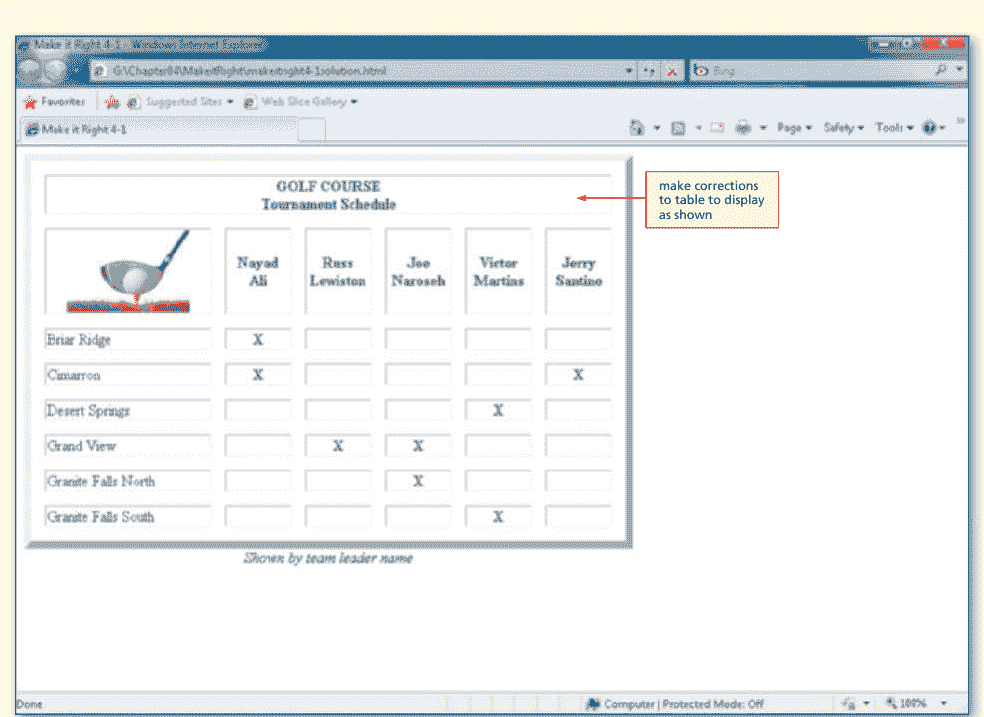 Make it Right 4-1 - Windows Internet Explorer
G:\Chapter04\MakeitRight\makeitright4-1solution.html
Bing
Favorites Suggested Sites Web Slice Gallery
Make it Right 4-1
Page Safety Tools
GOLF COURSE
Tournament Schedule
make corrections
to table to display
as shown
Nayad Russ Joe Victor Jerry
Ali Lewiston Naroseh Martins Santino
Briar Ridge X
Cimarron X X
Desert Springs X
Grand View X X
Granite Falls North X
Granite Falls South X
Shown by team leader name
Done Computer | Protected Mode: Off 100%